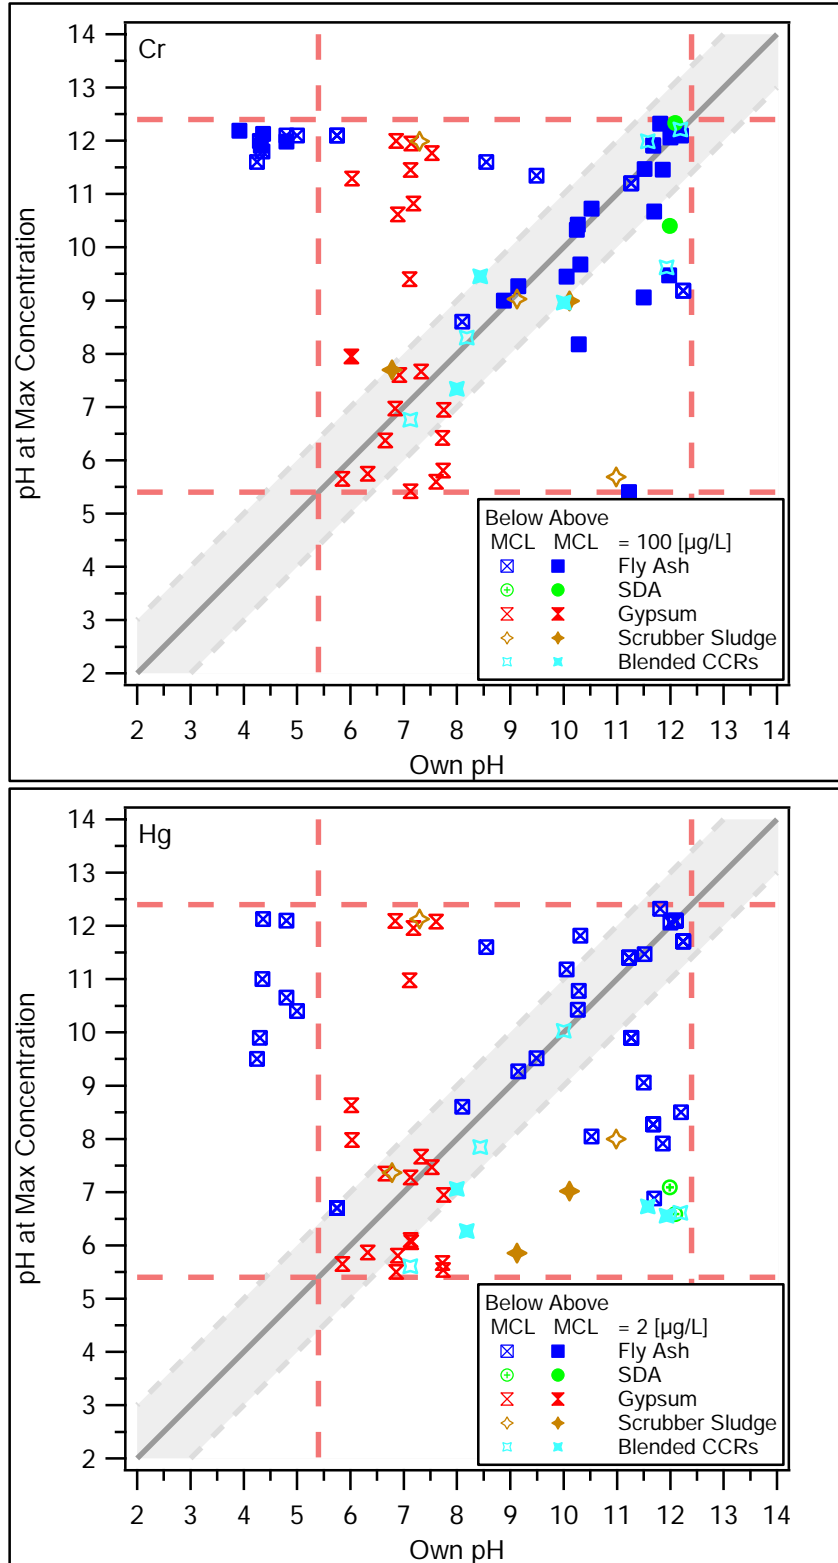 Cr
14
13
12
11
10
9
8
7
6
5
4
3
2
pH at Max Concentration
2 3 4 5 6 7 8 9 10 11 12 13 14
Own pH
Below Above
MCL MCL = 100 [µg/L]
Fly Ash
SDA
Gypsum
Scrubber Sludge
Blended CCRs
Hg
14
13
12
11
10
9
8
7
6
5
4
3
2
pH at Max Concentration
2 3 4 5 6 7 8 9 10 11 12 13 14
Own pH
Below Above
MCL MCL = 2 [µg/L]
Fly Ash
SDA
Gypsum
Scrubber Sludge
Blended CCRs